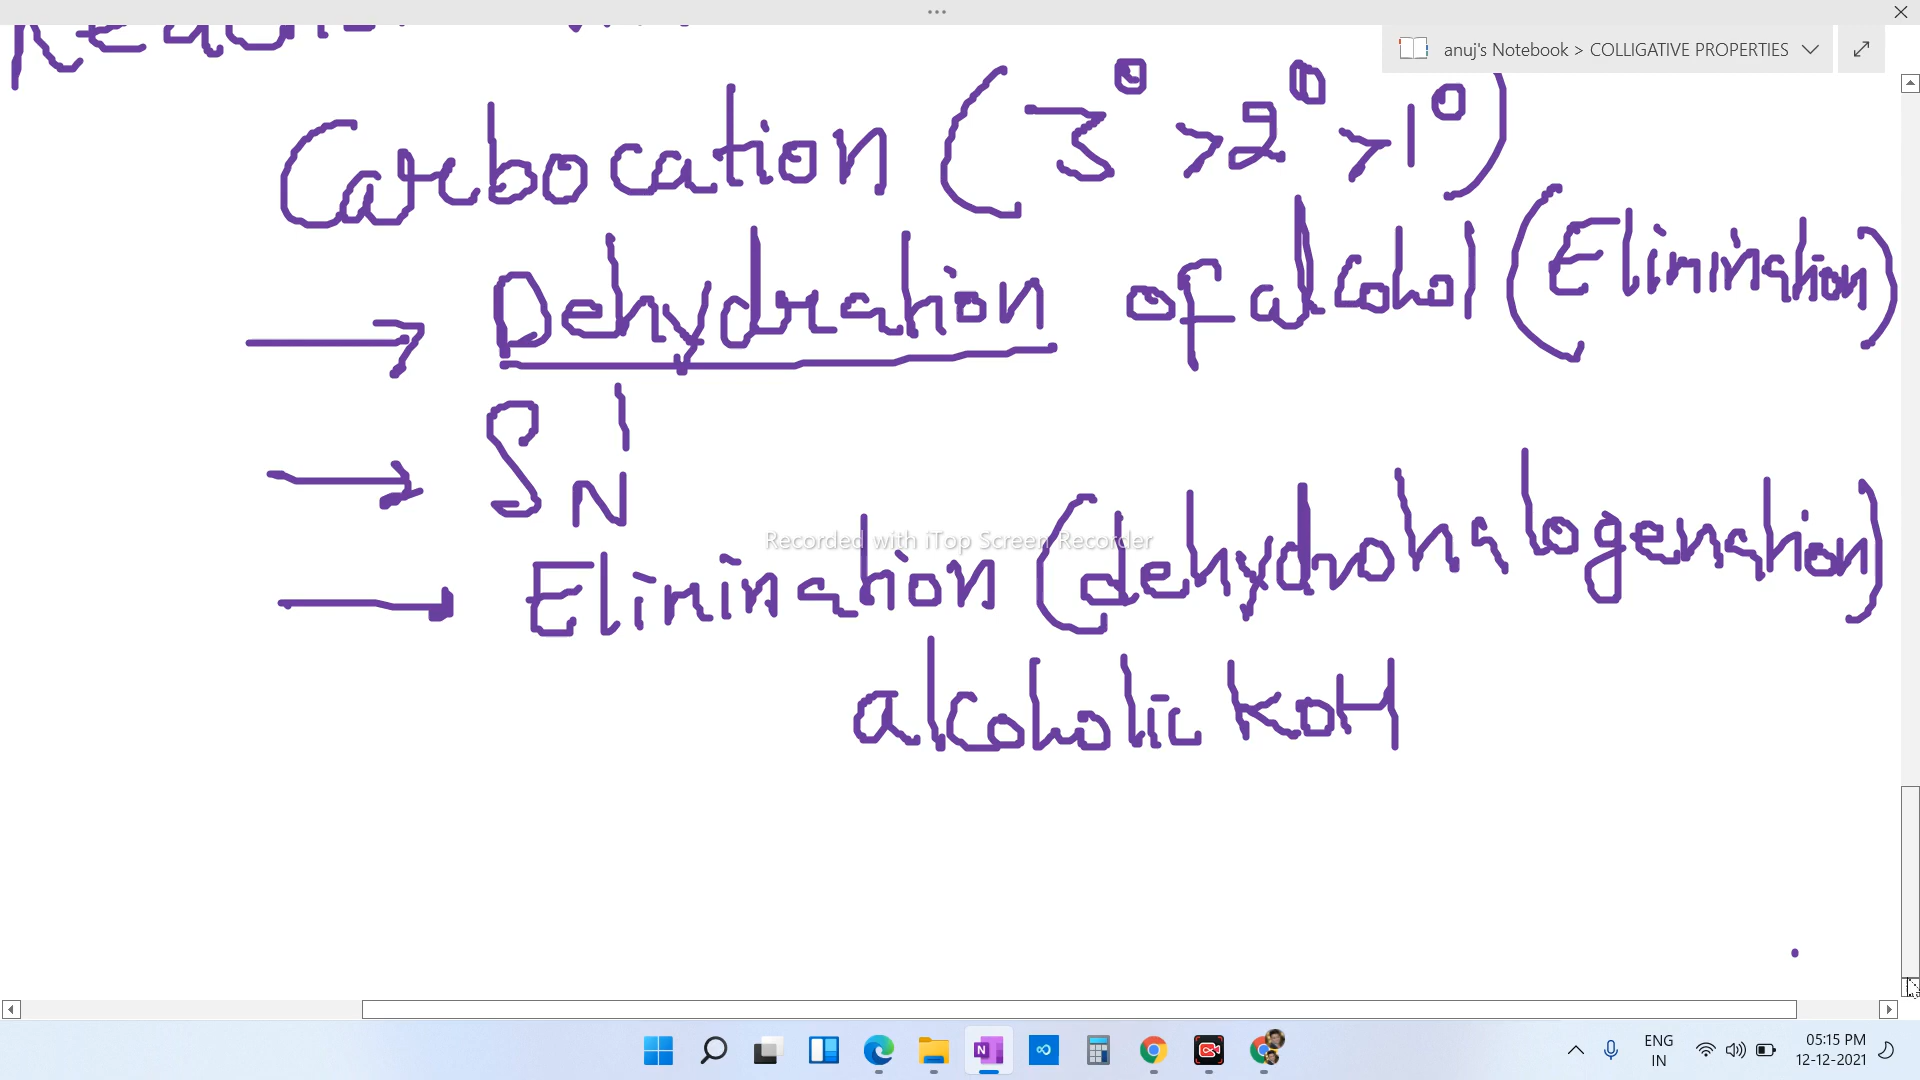 anuj's Notebook > COLLIGATIVE PROPERTIES
Carbocation (3° > 2° > 1°)
→ Dehydration of alcohol (Elimination)
→ SN1
Recorded with iTop Screen Recorder
→ Elimination (dehydrohalogenation)
alcoholic KOH
ENG
IN
05:15 PM
12-12-2021